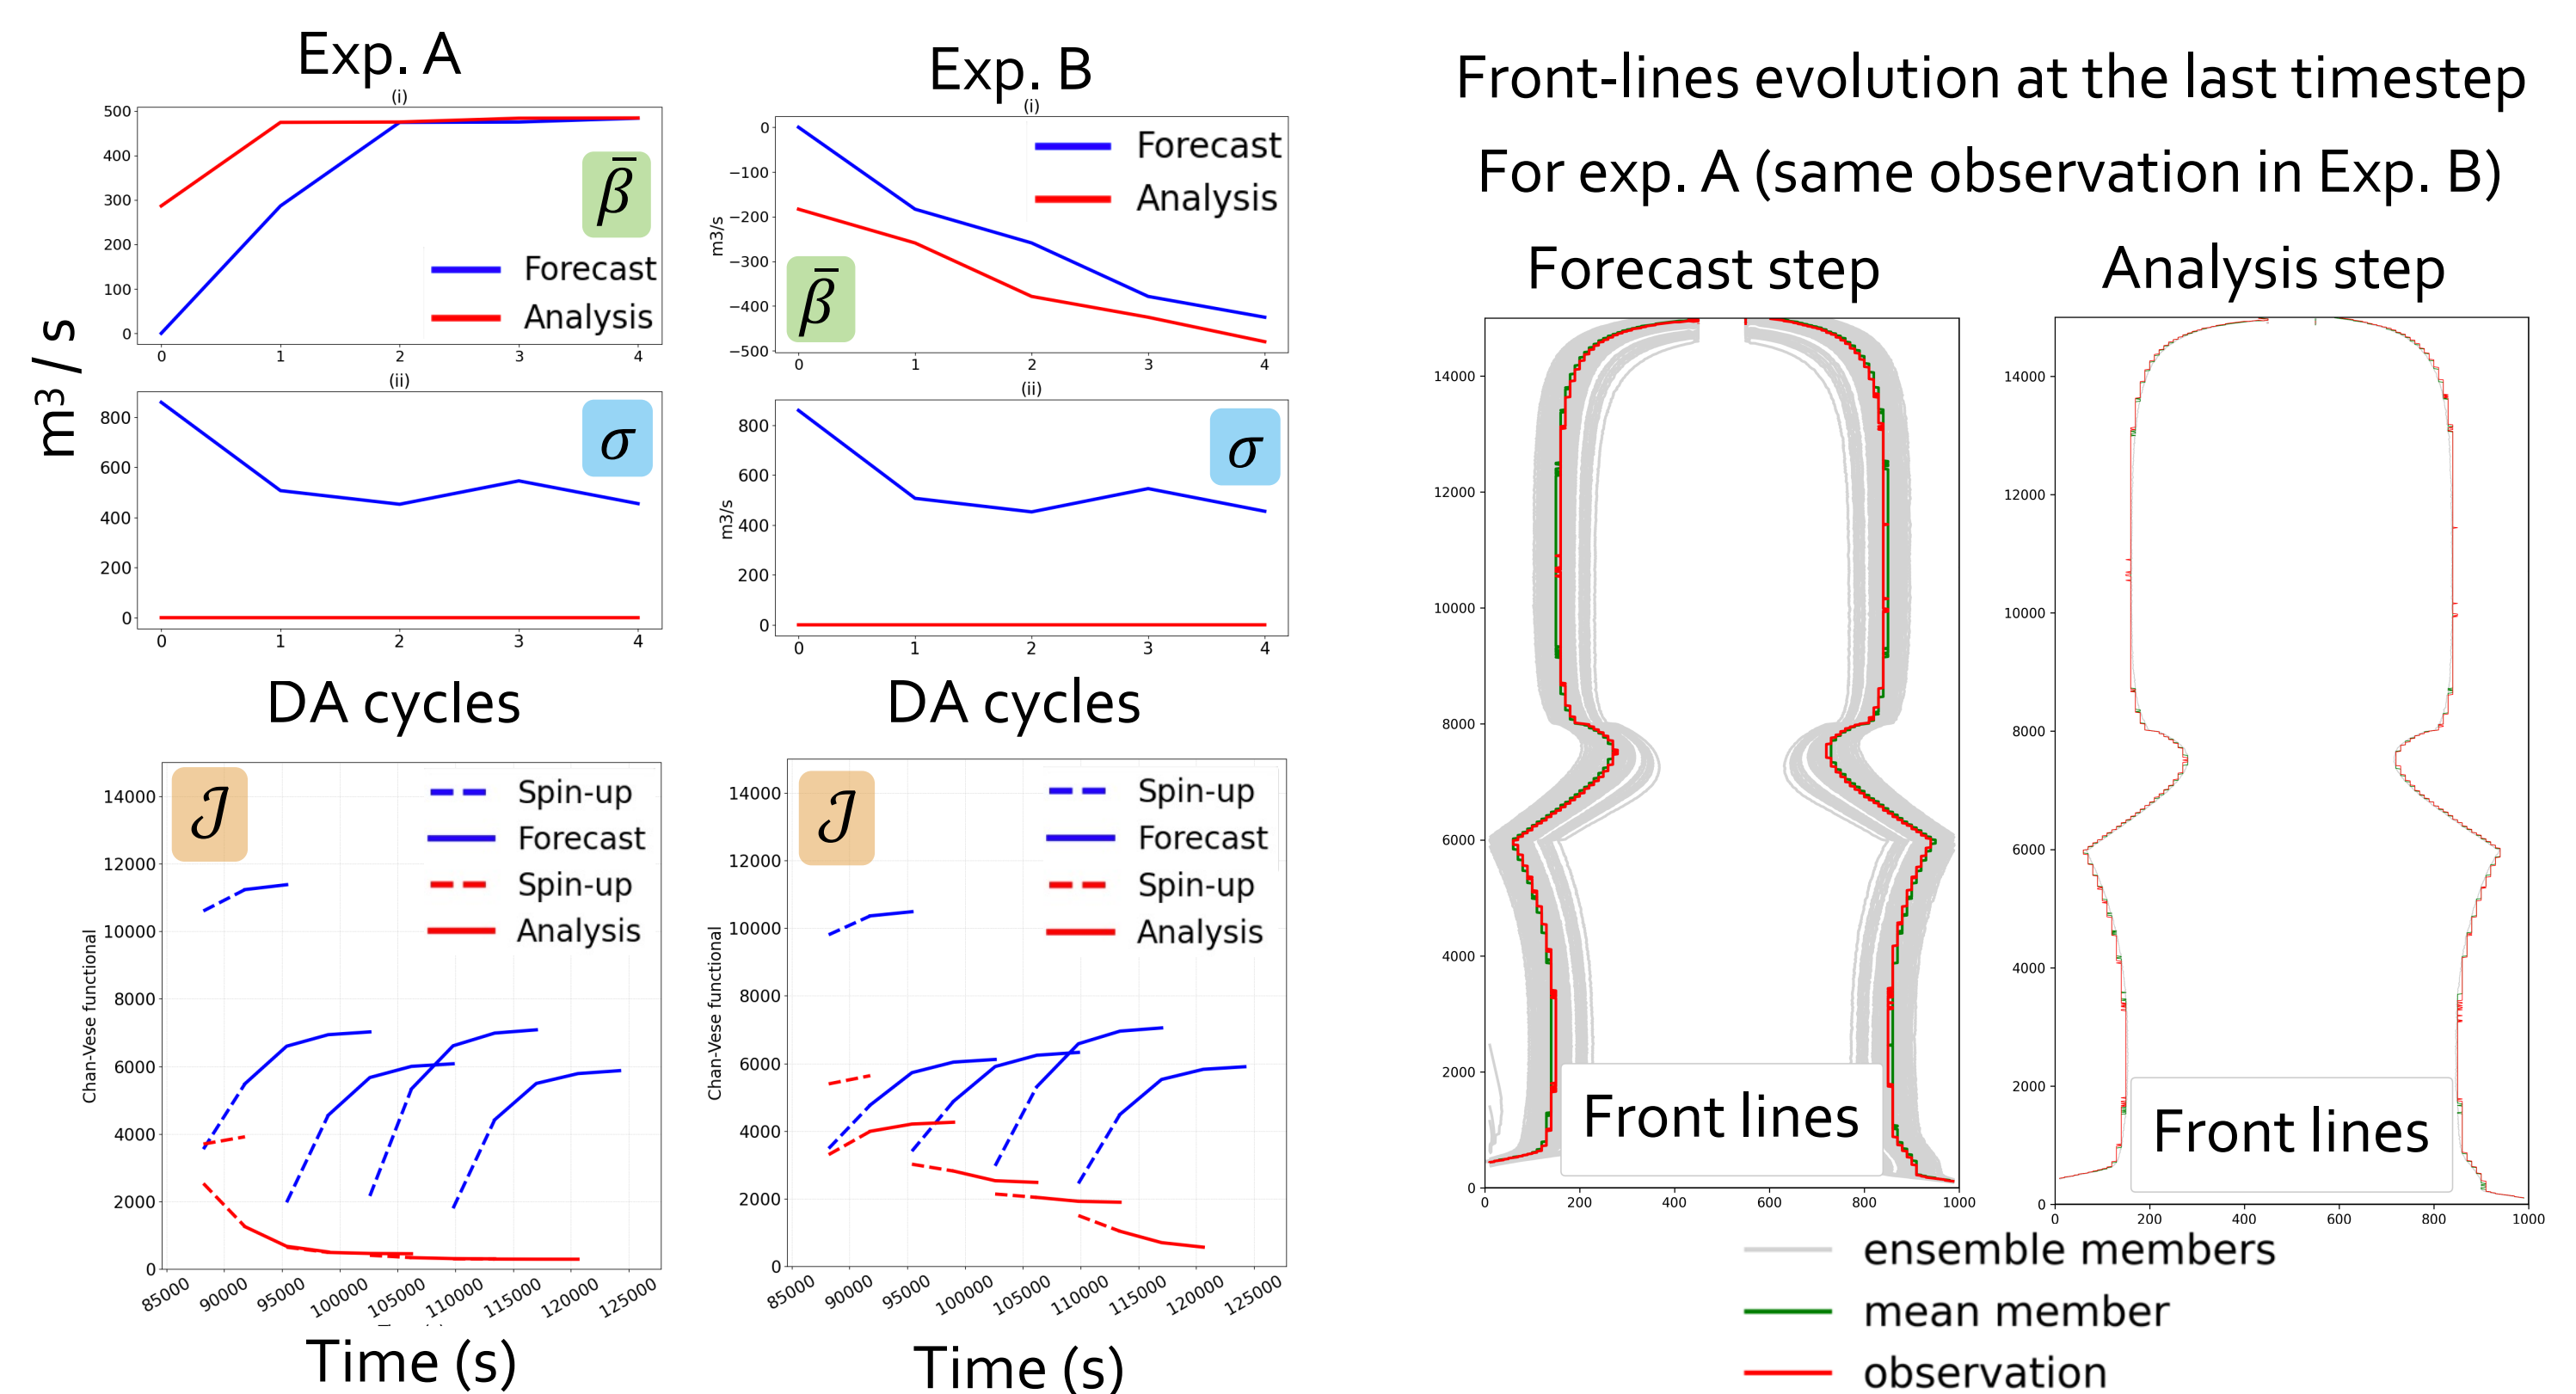 Exp. A
(i)
500
400
300
200
100
0
β̄
Forecast
Analysis
0 1 2 3 4
(ii)
800
600
400
200
0
σ
0 1 2 3 4
m3 / s
DA cycles
Exp. B
(i)
0
−100
−200
−300
−400
−500
m3/s
Forecast
Analysis
β̄
0 1 2 3 4
(ii)
800
600
400
200
0
m3/s
σ
0 1 2 3 4
DA cycles
14000
12000
10000
8000
6000
4000
2000
0
Chan-Vese functional
𝒥
Spin-up
Forecast
Spin-up
Analysis
85000 90000 95000 100000 105000 110000 115000 120000 125000
Time (s)
14000
12000
10000
8000
6000
4000
2000
0
Chan-Vese functional
𝒥
Spin-up
Forecast
Spin-up
Analysis
85000 90000 95000 100000 105000 110000 115000 120000 125000
Time (s)
Front-lines evolution at the last timestep
For exp. A (same observation in Exp. B)
Forecast step
14000
12000
10000
8000
6000
4000
2000
0
Front lines
0 200 400 600 800 1000
Analysis step
14000
12000
10000
8000
6000
4000
2000
0
Front lines
0 200 400 600 800 1000
ensemble members
mean member
observation